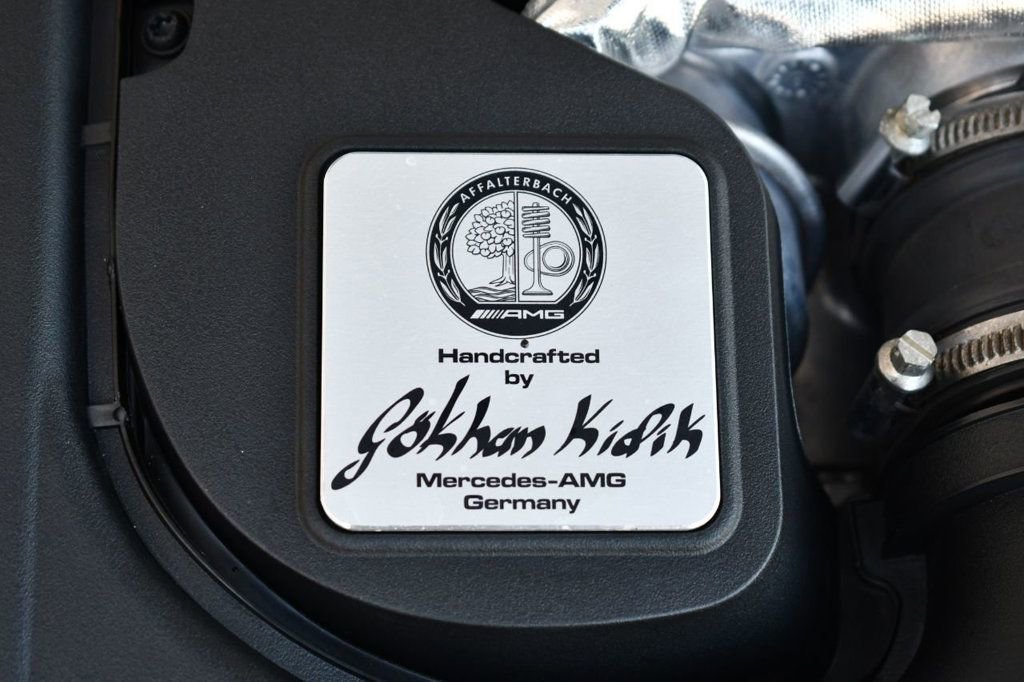 AFFALTERBACH
AMG
Handcrafted
by
Gökhan Kidik
Mercedes-AMG
Germany